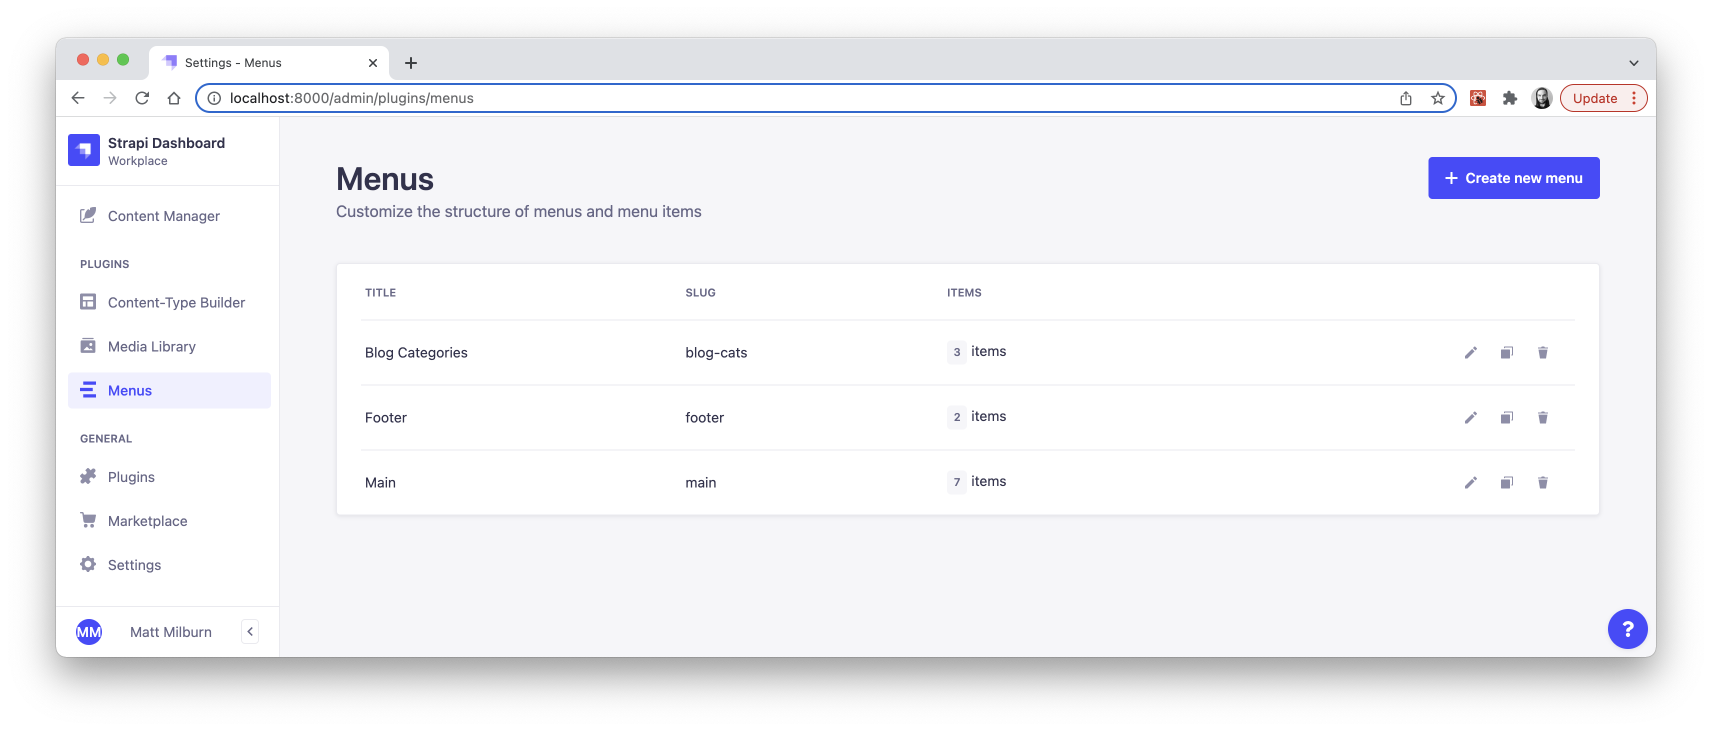 Settings - Menus
localhost:8000/admin/plugins/menus
Update
Strapi Dashboard
Workplace
Content Manager
PLUGINS
Content-Type Builder
Media Library
Menus
GENERAL
Plugins
Marketplace
Settings
MM Matt Milburn
Menus
Customize the structure of menus and menu items
+ Create new menu
TITLE SLUG ITEMS
Blog Categories blog-cats 3 items
Footer footer 2 items
Main main 7 items
?